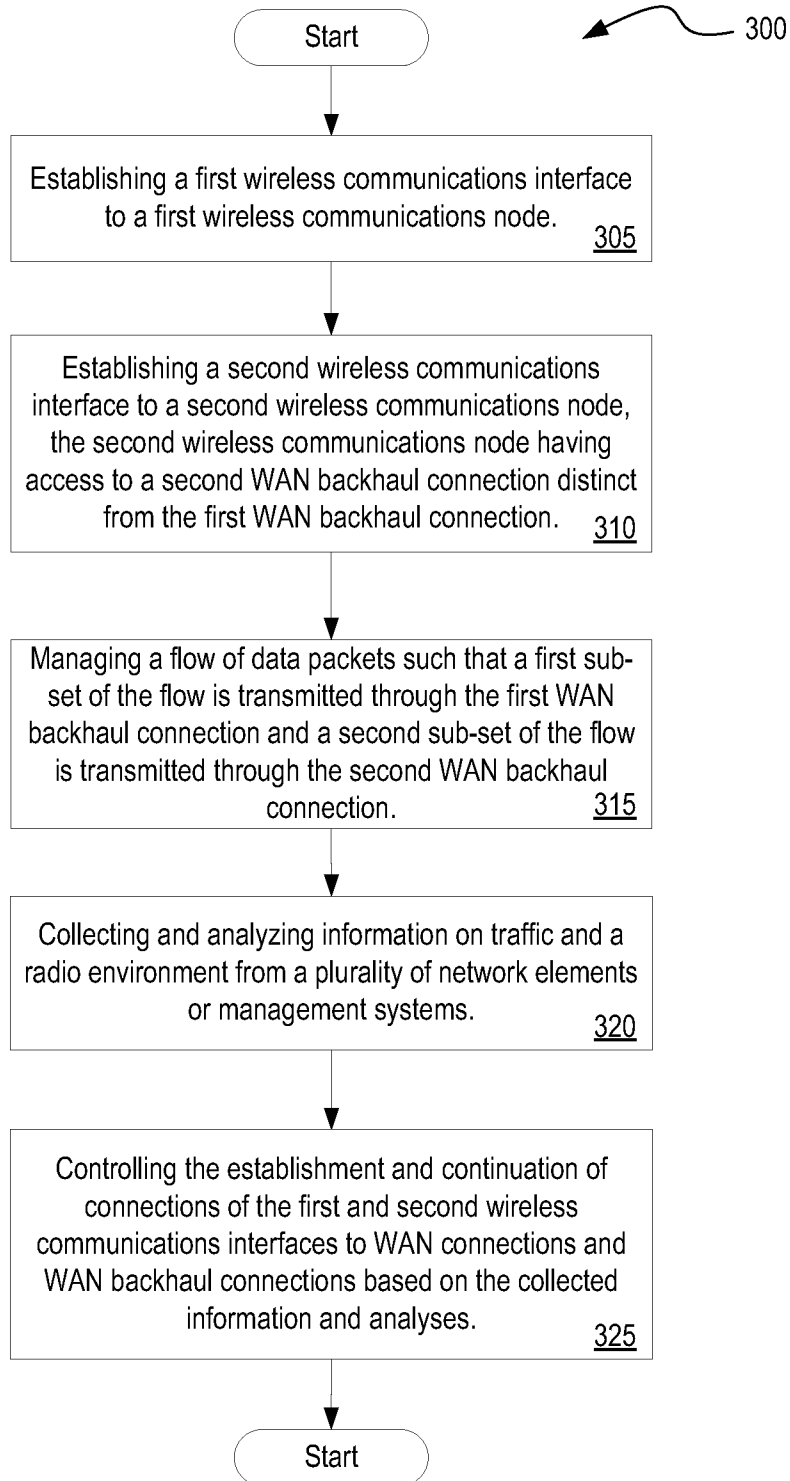 Start
300
Establishing a first wireless communications interface
to a first wireless communications node.
305
Establishing a second wireless communications
interface to a second wireless communications node,
the second wireless communications node having
access to a second WAN backhaul connection distinct
from the first WAN backhaul connection.
310
Managing a flow of data packets such that a first sub-
set of the flow is transmitted through the first WAN
backhaul connection and a second sub-set of the flow
is transmitted through the second WAN backhaul
connection.
315
Collecting and analyzing information on traffic and a
radio environment from a plurality of network elements
or management systems.
320
Controlling the establishment and continuation of
connections of the first and second wireless
communications interfaces to WAN connections and
WAN backhaul connections based on the collected
information and analyses.
325
Start